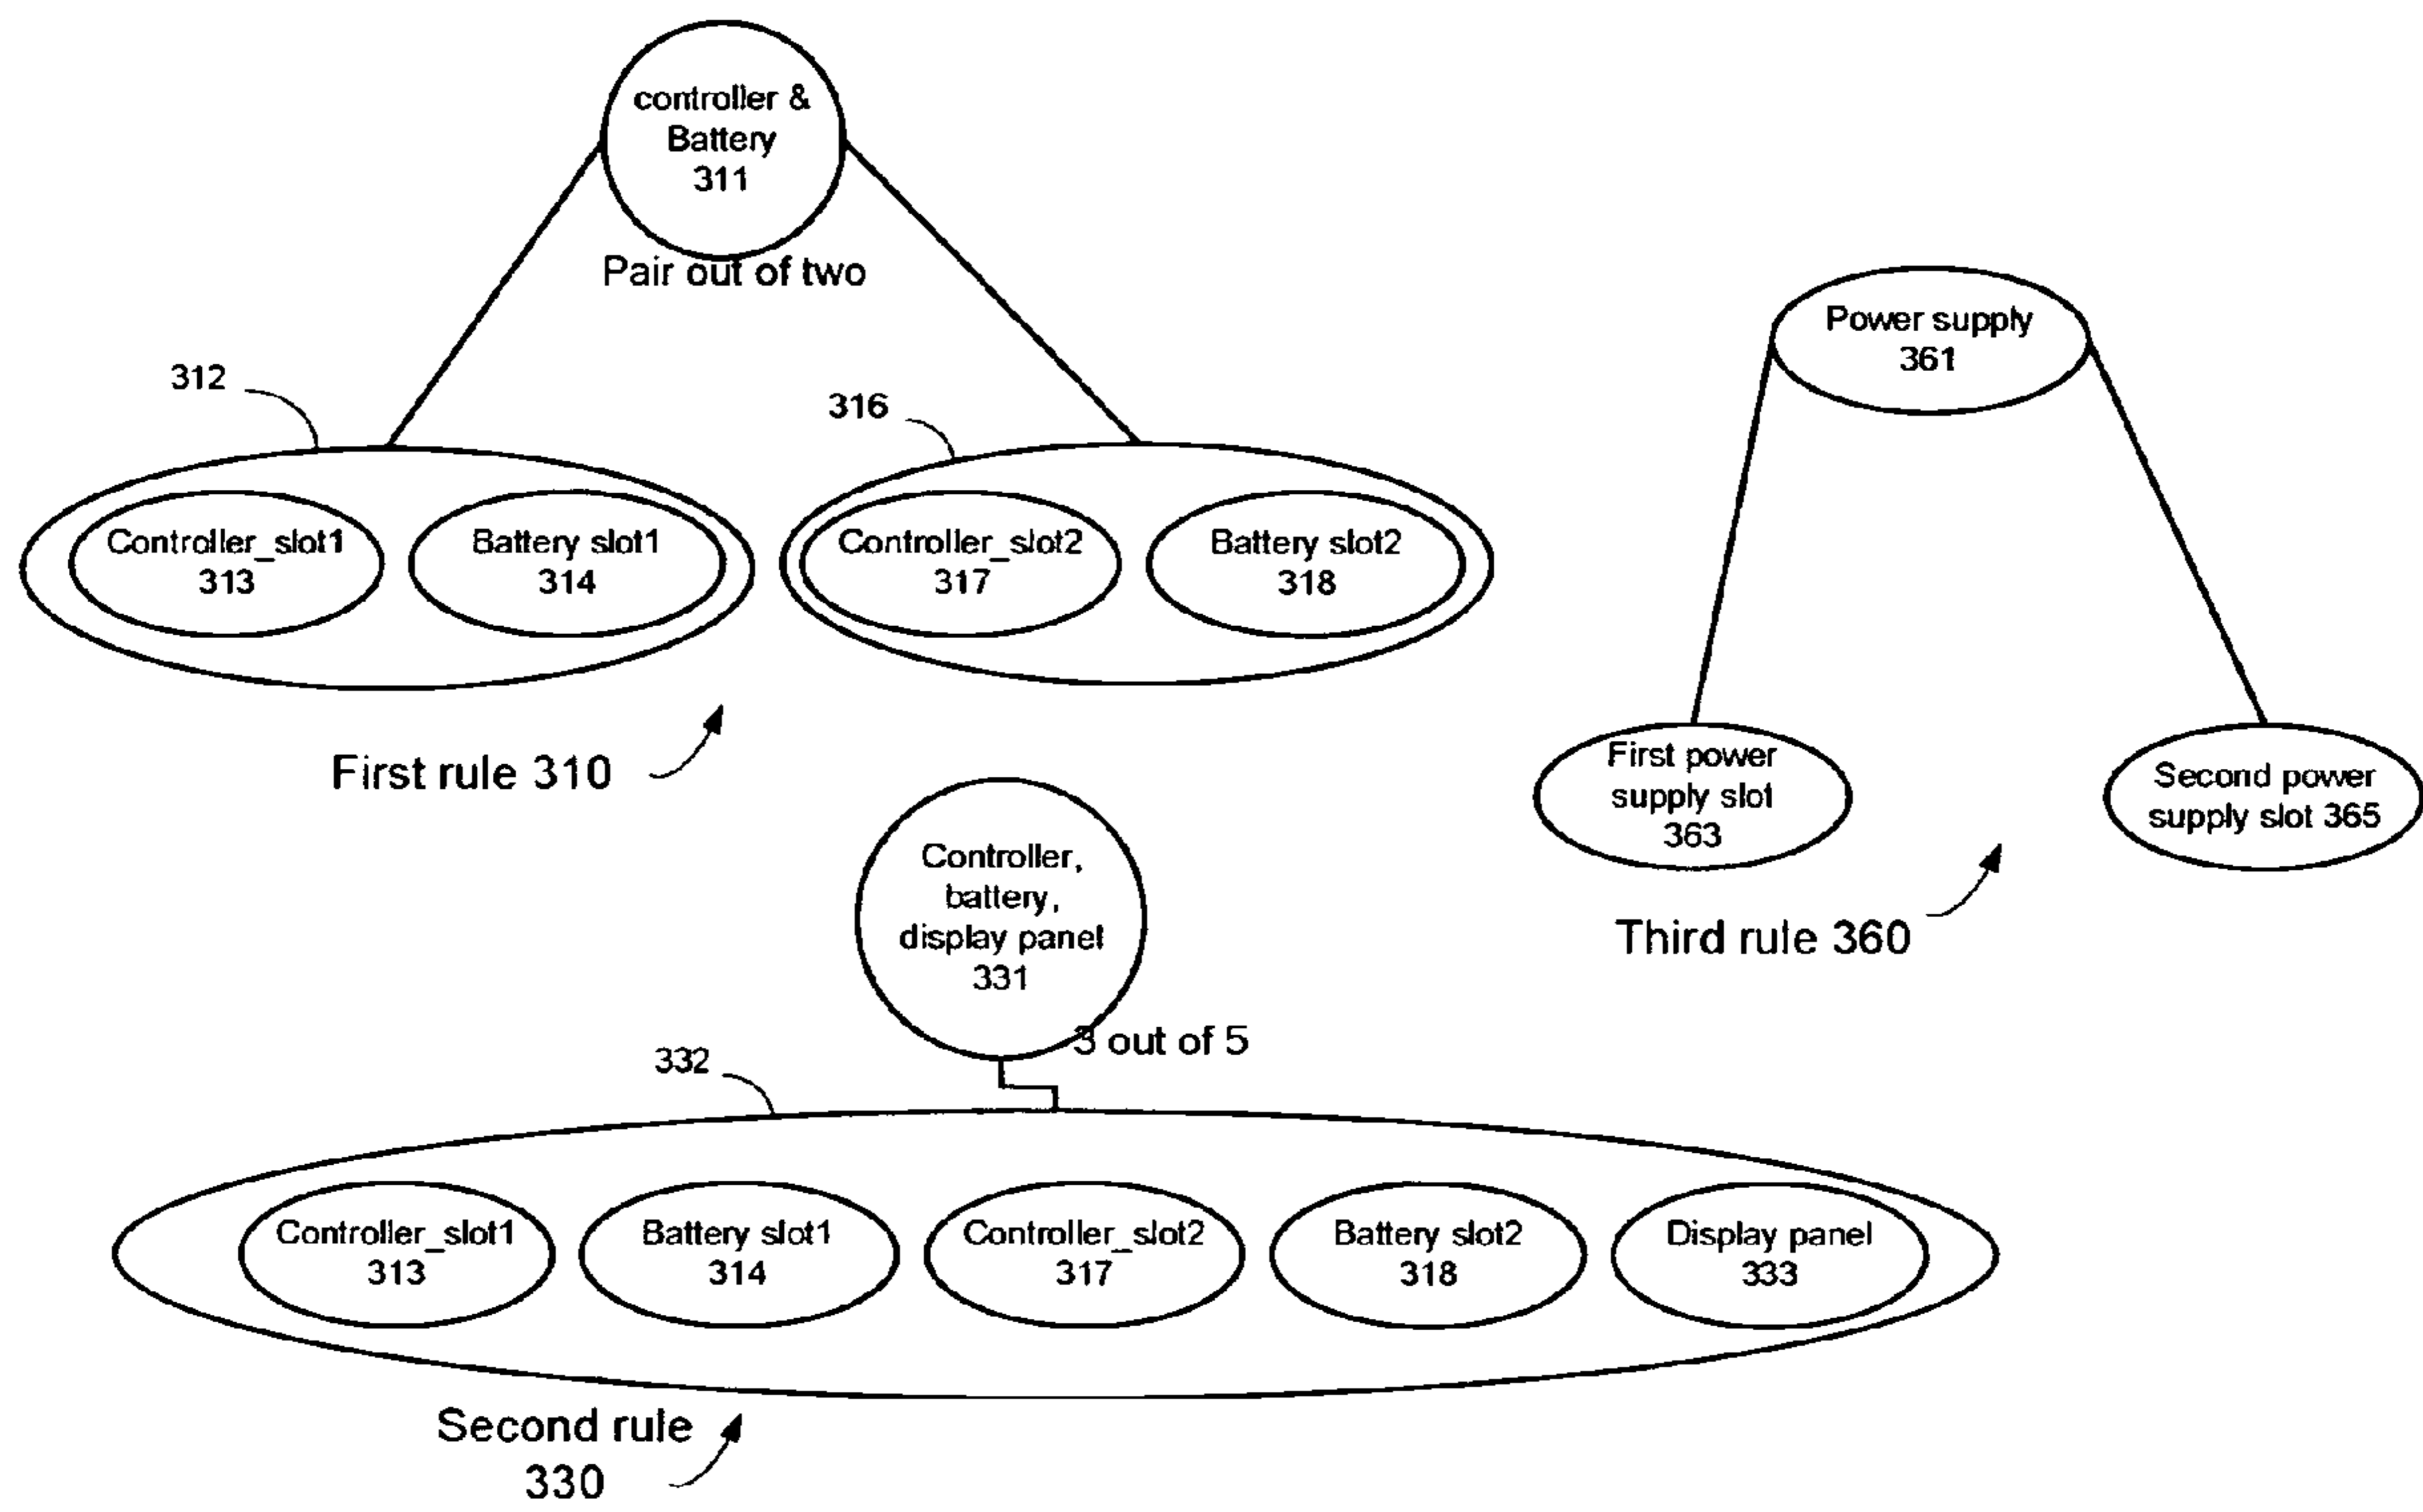 controller &
Battery
311
Pair out of two
312
316
Controller_slot1
313
Battery slot1
314
Controller_slot2
317
Battery slot2
318
First rule 310
Power supply
361
First power
supply slot
363
Second power
supply slot 365
Third rule 360
Controller,
battery,
display panel
331
3 out of 5
332
Controller_slot1
313
Battery slot1
314
Controller_slot2
317
Battery slot2
318
Display panel
333
Second rule
330